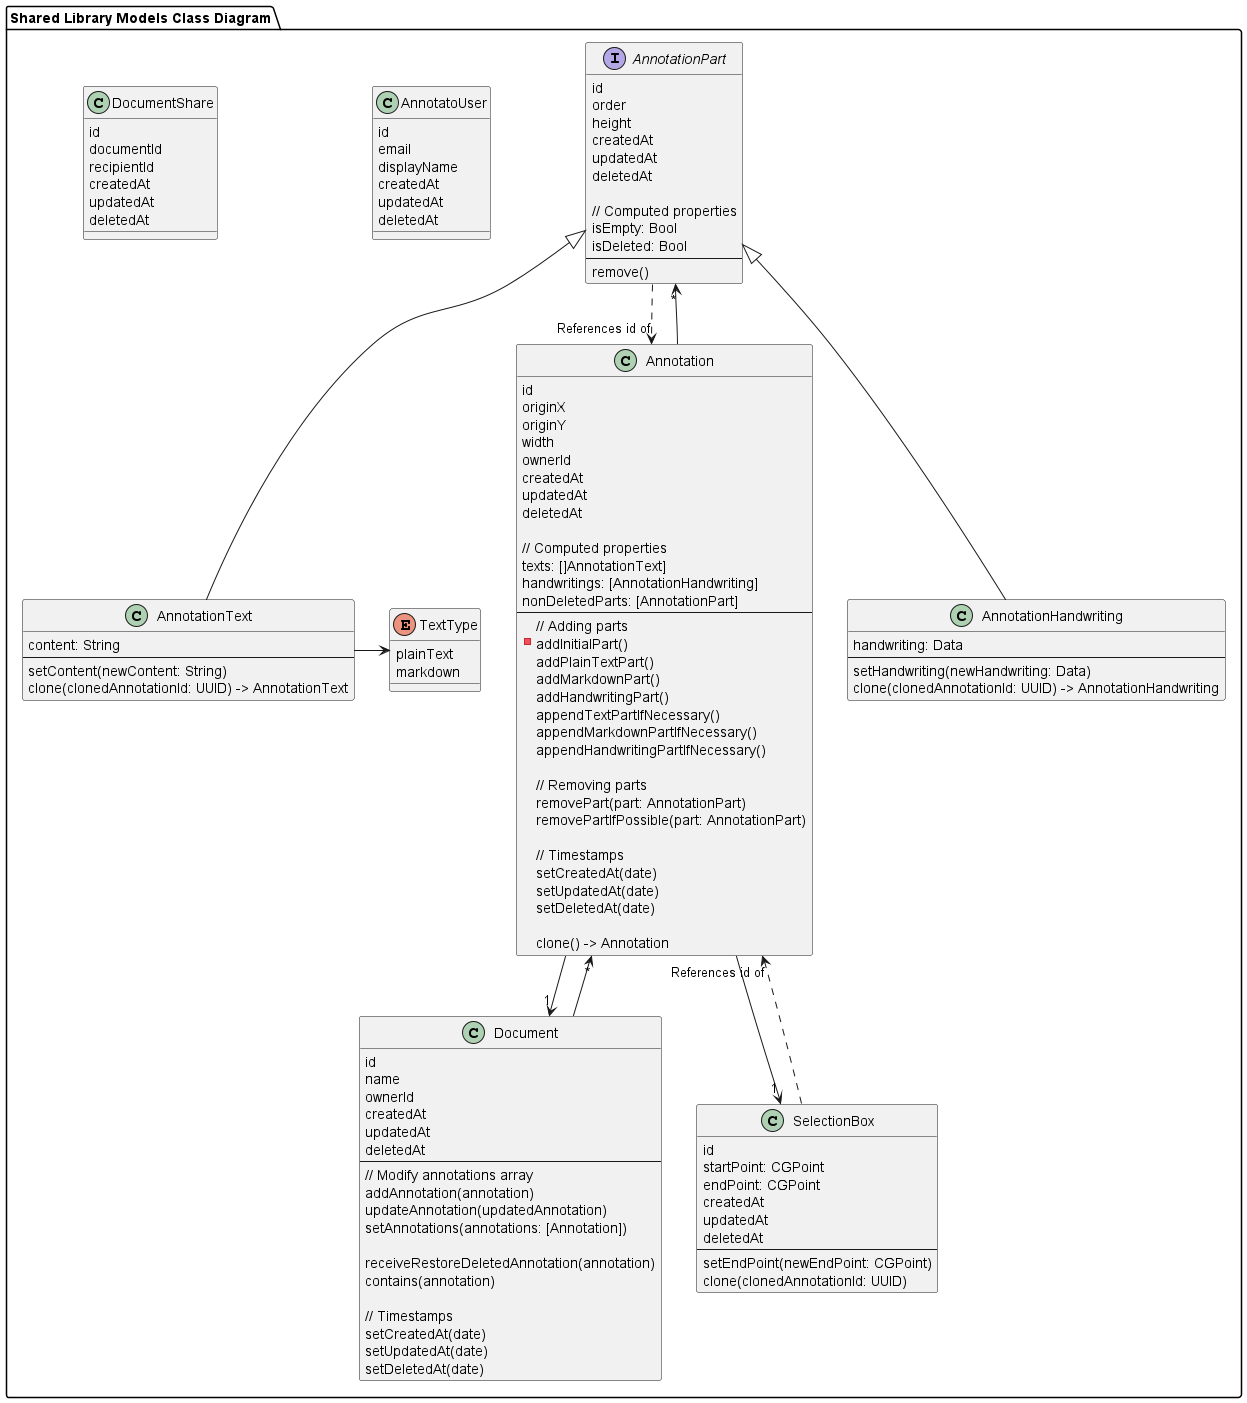 Shared Library Models Class Diagram
C DocumentShare
id
documentId
recipientId
createdAt
updatedAt
deletedAt
C AnnotatoUser
id
email
displayName
createdAt
updatedAt
deletedAt
I AnnotationPart
id
order
height
createdAt
updatedAt
deletedAt
// Computed properties
isEmpty: Bool
isDeleted: Bool
remove()
*
References id of
C Annotation
id
originX
originY
width
ownerId
createdAt
updatedAt
deletedAt
// Computed properties
texts: []AnnotationText]
handwritings: [AnnotationHandwriting]
nonDeletedParts: [AnnotationPart]
// Adding parts
addInitialPart()
addPlainTextPart()
addMarkdownPart()
addHandwritingPart()
appendTextPartIfNecessary()
appendMarkdownPartIfNecessary()
appendHandwritingPartIfNecessary()
// Removing parts
removePart(part: AnnotationPart)
removePartIfPossible(part: AnnotationPart)
// Timestamps
setCreatedAt(date)
setUpdatedAt(date)
setDeletedAt(date)
clone() -> Annotation
C AnnotationText
content: String
setContent(newContent: String)
clone(clonedAnnotationId: UUID) -> AnnotationText
E TextType
plainText
markdown
C AnnotationHandwriting
handwriting: Data
setHandwriting(newHandwriting: Data)
clone(clonedAnnotationId: UUID) -> AnnotationHandwriting
*
References id of
1
1
C Document
id
name
ownerId
createdAt
updatedAt
deletedAt
// Modify annotations array
addAnnotation(annotation)
updateAnnotation(updatedAnnotation)
setAnnotations(annotations: [Annotation])
receiveRestoreDeletedAnnotation(annotation)
contains(annotation)
// Timestamps
setCreatedAt(date)
setUpdatedAt(date)
setDeletedAt(date)
C SelectionBox
id
startPoint: CGPoint
endPoint: CGPoint
createdAt
updatedAt
deletedAt
setEndPoint(newEndPoint: CGPoint)
clone(clonedAnnotationId: UUID)